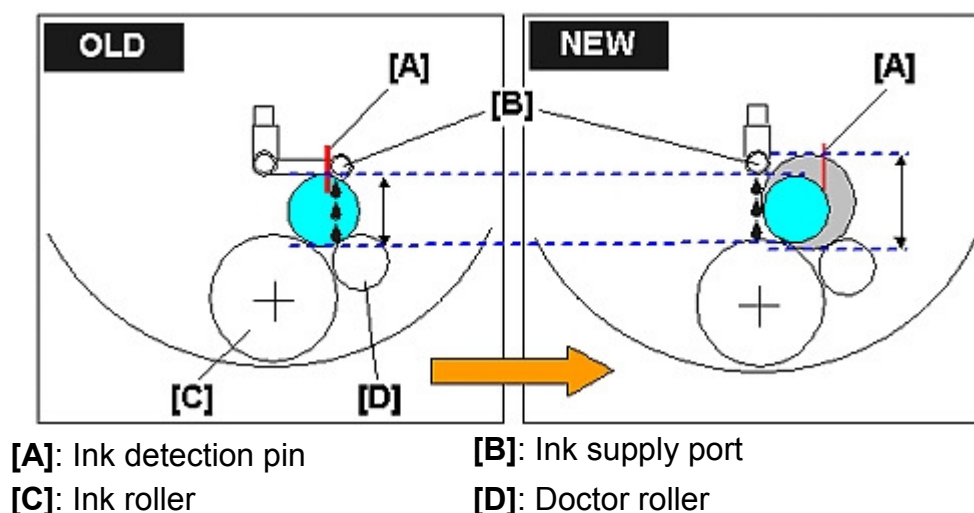 OLD
NEW
[A]
[B]
[A]
[C]
[D]
[A]: Ink detection pin
[B]: Ink supply port
[C]: Ink roller
[D]: Doctor roller